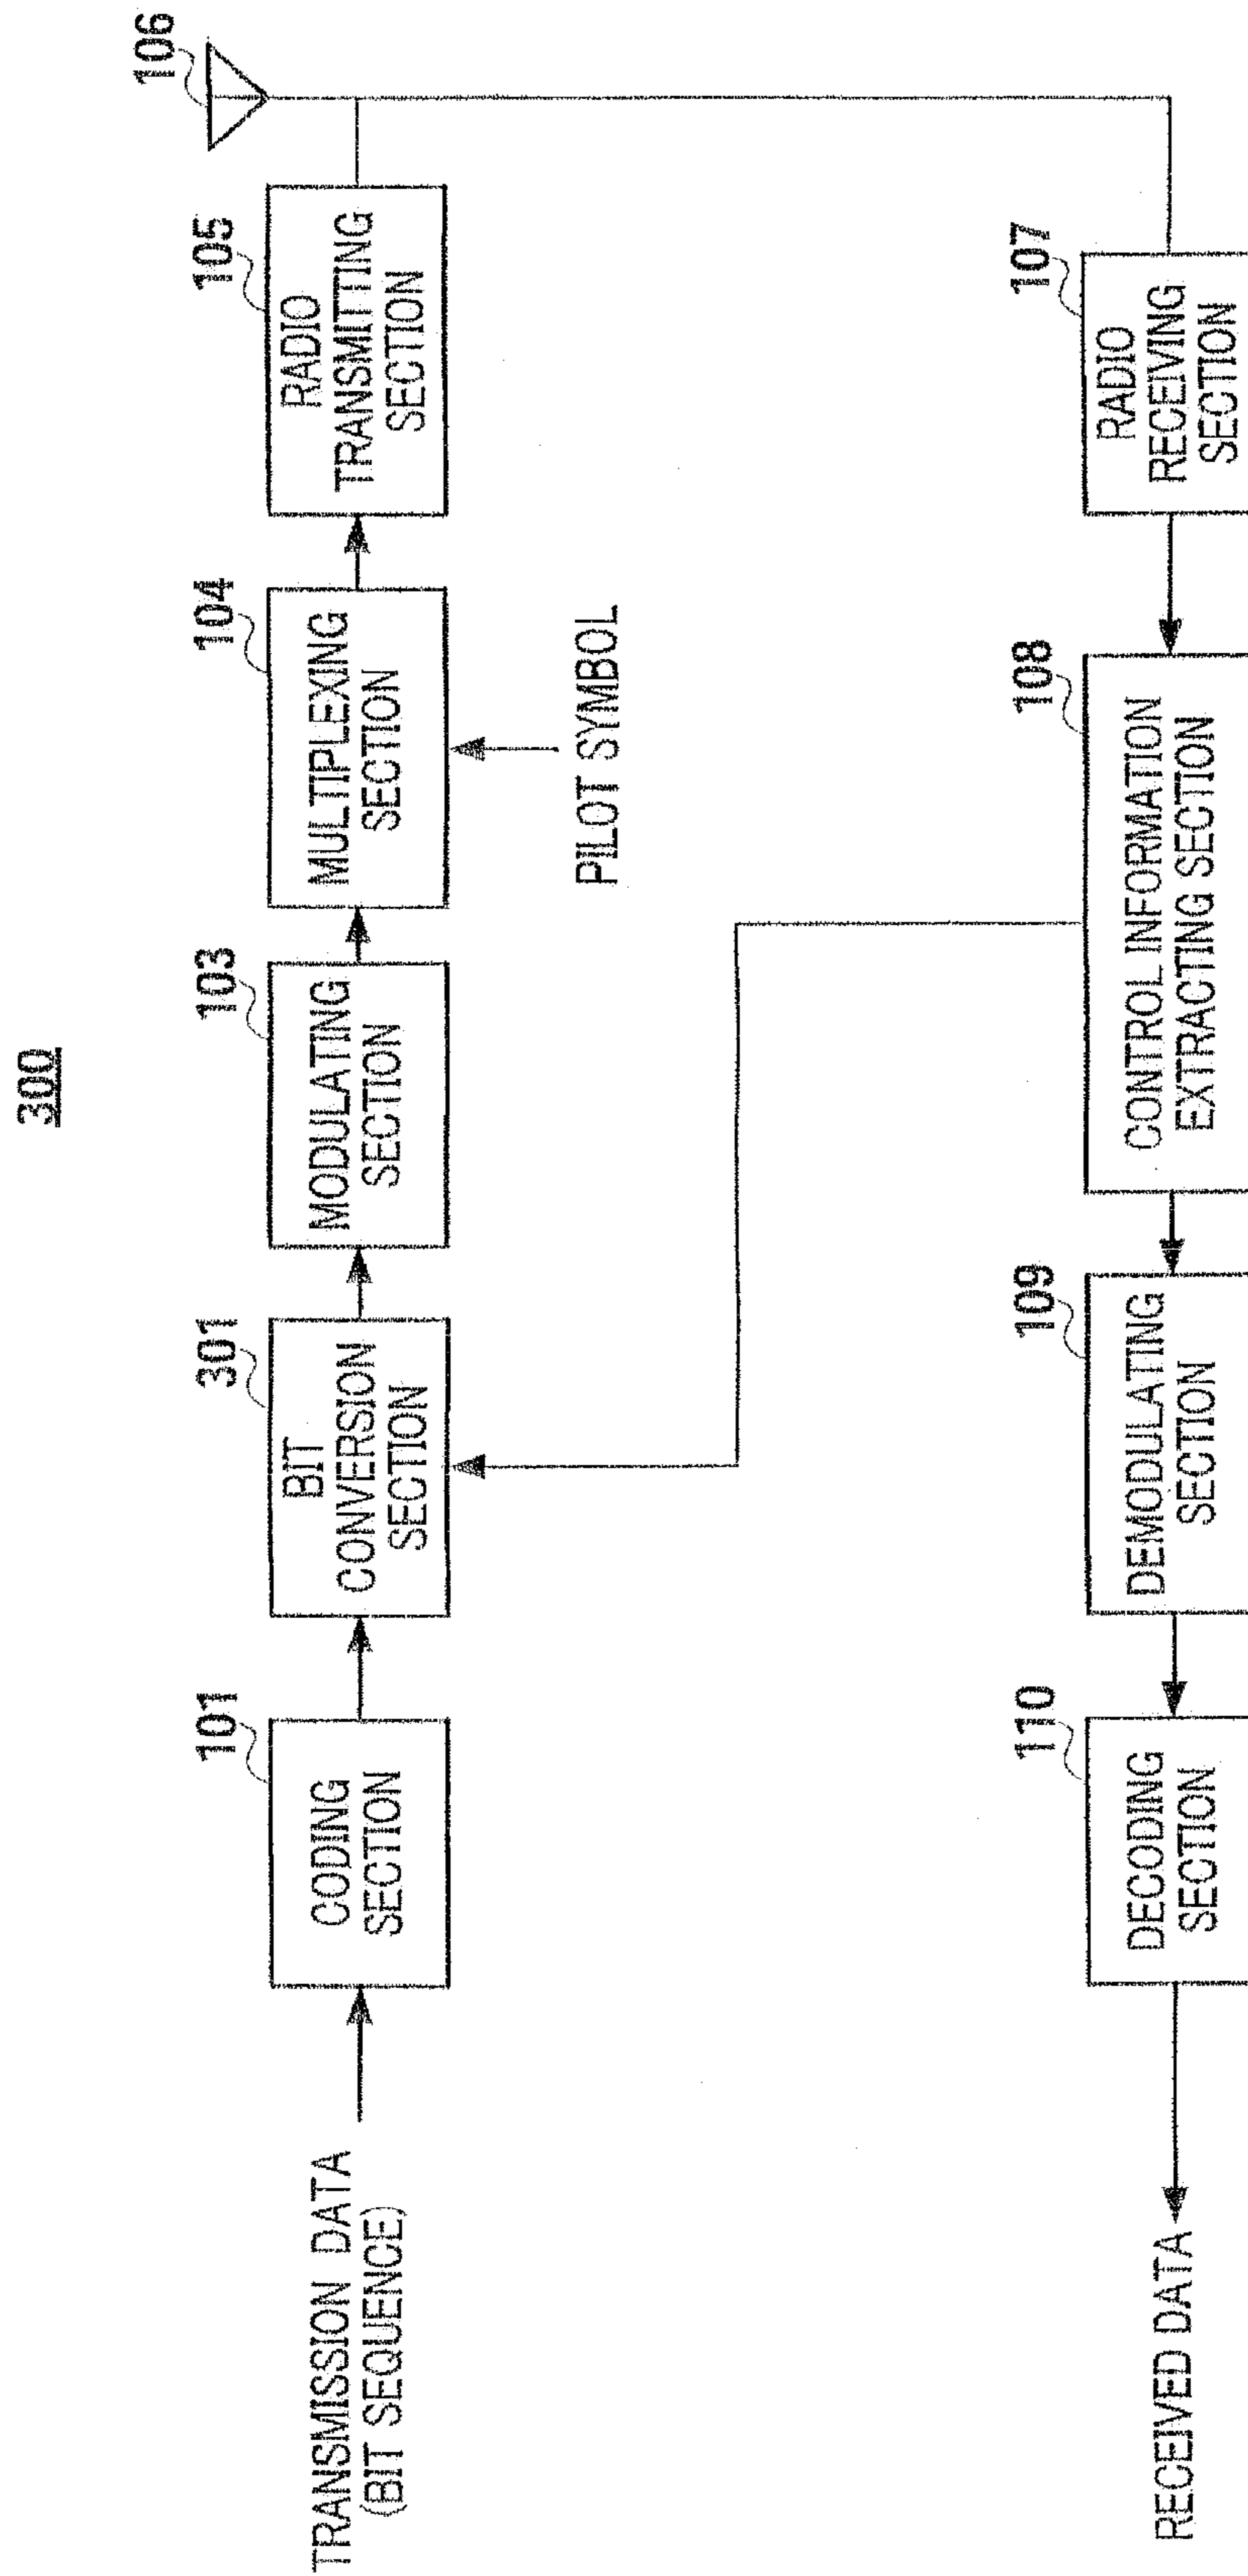 300
TRANSMISSION DATA
(BIT SEQUENCE)
101
CODING
SECTION
301
BIT
CONVERSION
SECTION
103
MODULATING
SECTION
104
MULTIPLEXING
SECTION
PILOT SYMBOL
105
RADIO
TRANSMITTING
SECTION
106
RECEIVED DATA
110
DECODING
SECTION
109
DEMODULATING
SECTION
108
CONTROL INFORMATION
EXTRACTING SECTION
107
RADIO
RECEIVING
SECTION